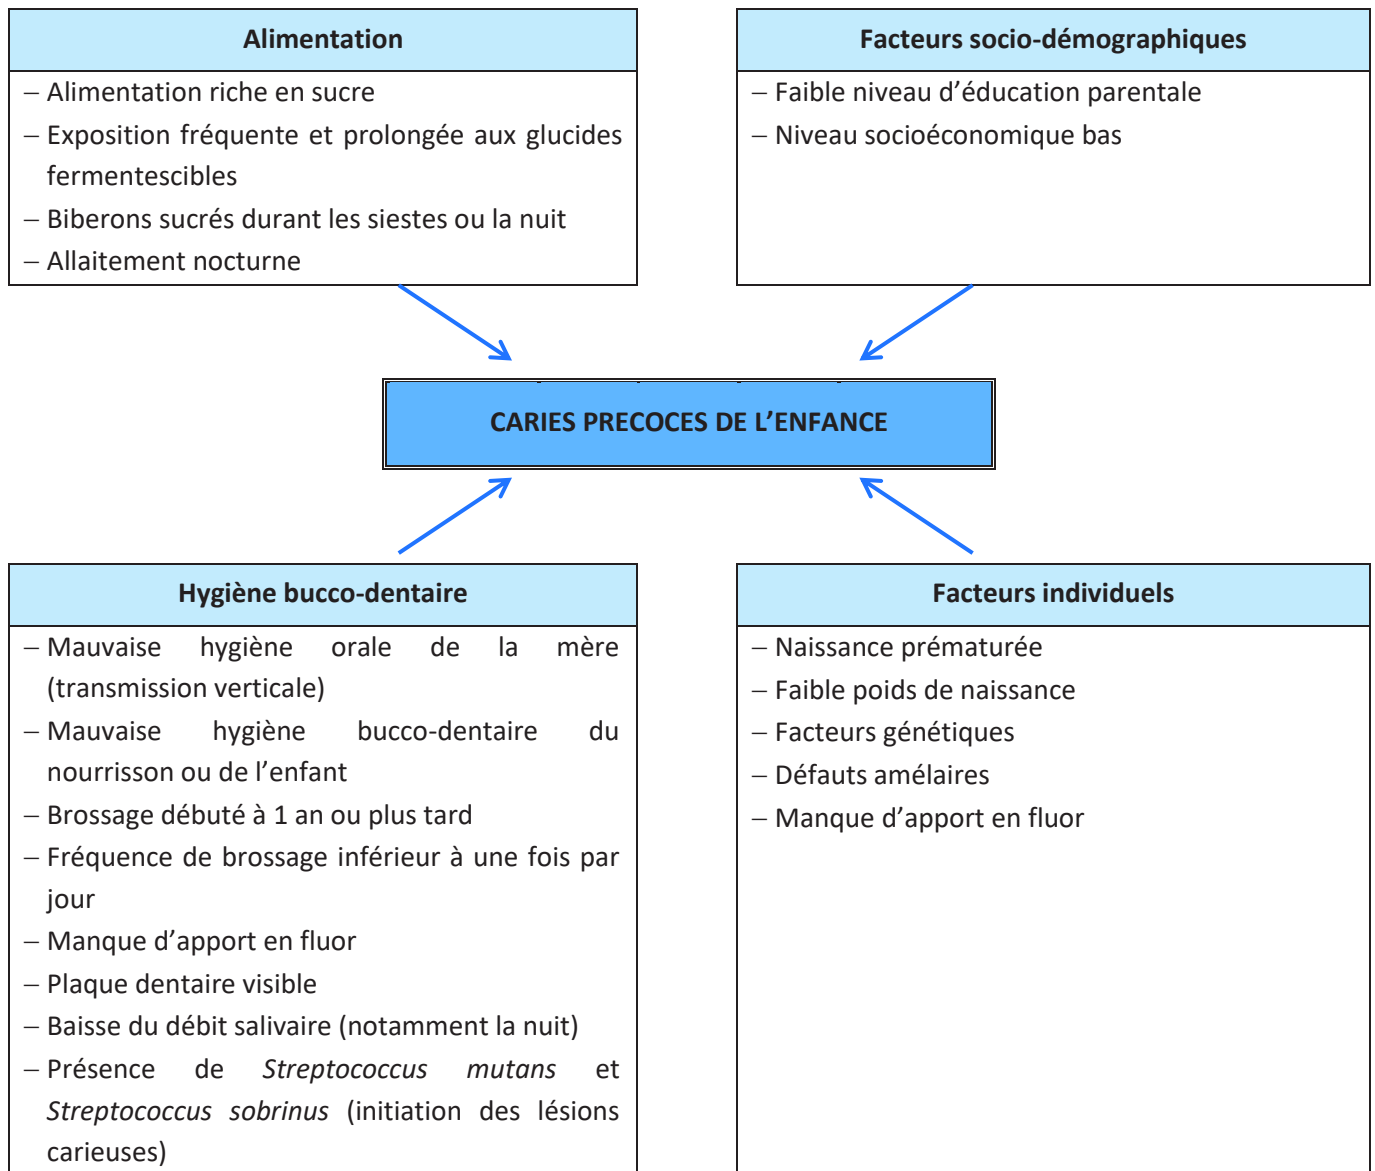 Alimentation
– Alimentation riche en sucre
– Exposition fréquente et prolongée aux glucides
fermentescibles
– Biberons sucrés durant les siestes ou la nuit
– Allaitement nocturne
Facteurs socio-démographiques
– Faible niveau d’éducation parentale
– Niveau socioéconomique bas
CARIES PRECOCES DE L’ENFANCE
Hygiène bucco-dentaire
– Mauvaise hygiène orale de la mère
(transmission verticale)
– Mauvaise hygiène bucco-dentaire du
nourrisson ou de l’enfant
– Brossage débuté à 1 an ou plus tard
– Fréquence de brossage inférieur à une fois par
jour
– Manque d’apport en fluor
– Plaque dentaire visible
– Baisse du débit salivaire (notamment la nuit)
– Présence de Streptococcus mutans et
Streptococcus sobrinus (initiation des lésions
carieuses)
Facteurs individuels
– Naissance prématurée
– Faible poids de naissance
– Facteurs génétiques
– Défauts amélaires
– Manque d’apport en fluor